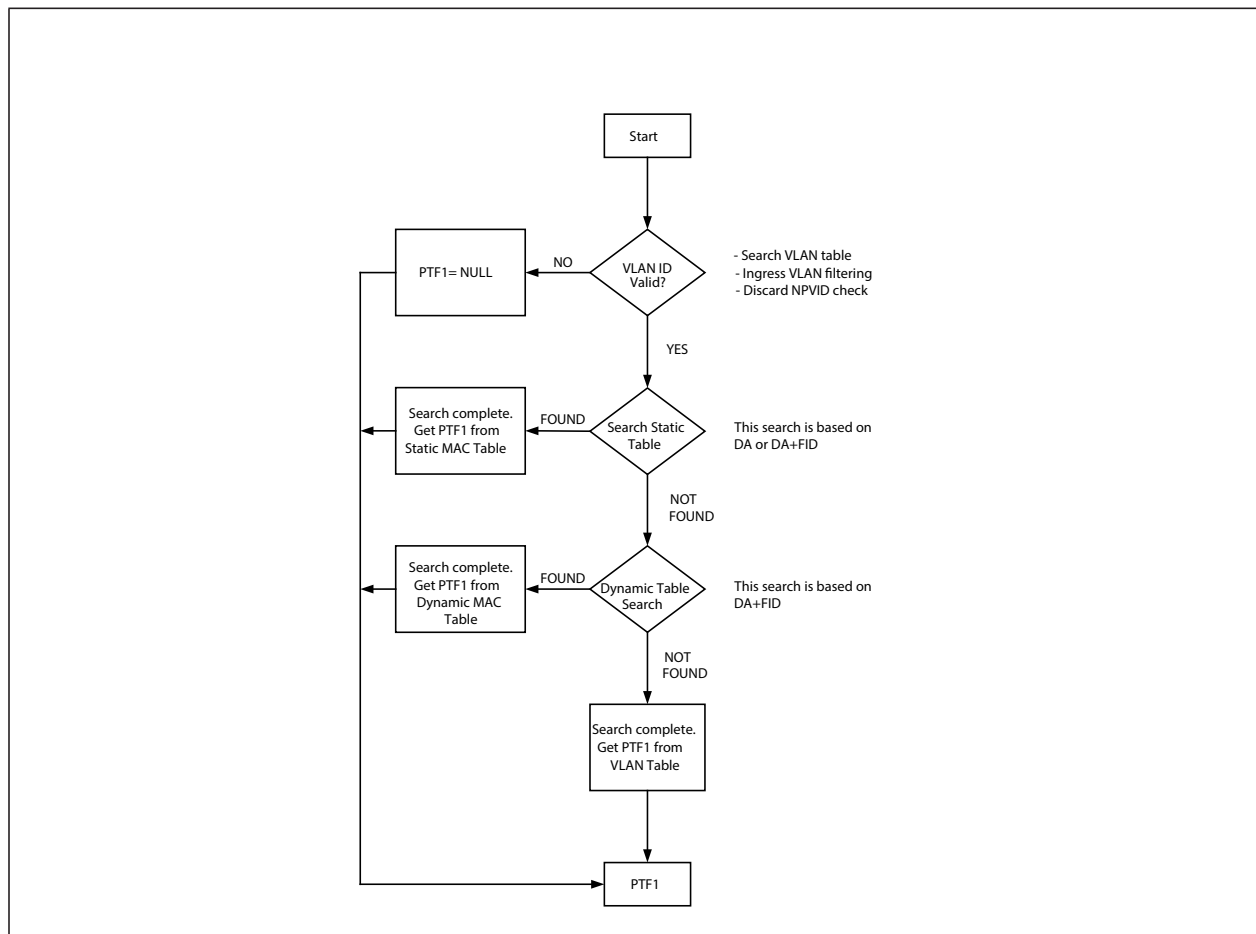 Start
PTF1= NULL
NO
VLAN ID
Valid?
- Search VLAN table
- Ingress VLAN filtering
- Discard NPVID check
YES
Search complete.
Get PTF1 from
Static MAC Table
FOUND
Search Static
Table
This search is based on
DA or DA+FID
NOT
FOUND
Search complete.
Get PTF1 from
Dynamic MAC
Table
FOUND
Dynamic Table
Search
This search is based on
DA+FID
NOT
FOUND
Search complete.
Get PTF1 from
VLAN Table
PTF1